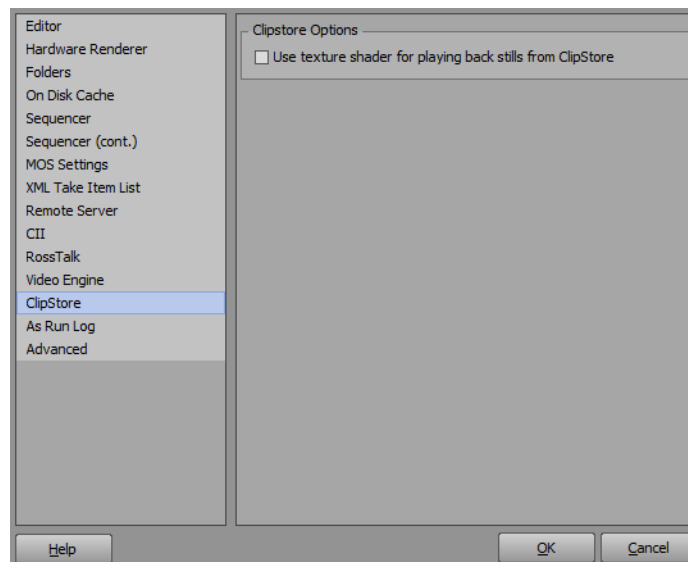 Editor
Hardware Renderer
Folders
On Disk Cache
Sequencer
Sequencer (cont.)
MOS Settings
XML Take Item List
Remote Server
CII
RossTalk
Video Engine
ClipStore
As Run Log
Advanced
Clipstore Options
Use texture shader for playing back stills from ClipStore
Help
OK
Cancel